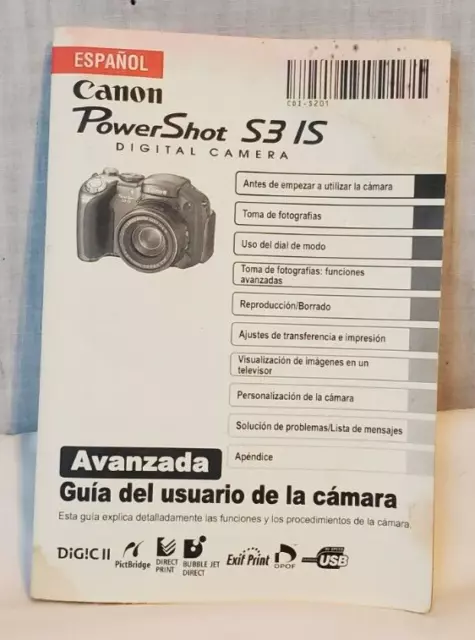 ESPAÑOL
Canon
PowerShot S3 IS
DIGITAL CAMERA
CDI-S201
Antes de empezar a utilizar la cámara
Toma de fotografías
Uso del dial de modo
Toma de fotografías: funciones
avanzadas
Reproducción/Borrado
Ajustes de transferencia e impresión
Visualización de imágenes en un
televisor
Personalización de la cámara
Solución de problemas/Lista de mensajes
Apéndice
Avanzada
Guía del usuario de la cámara
Esta guía explica detalladamente las funciones y los procedimientos de la cámara.
DiG!C II
PictBridge
DIRECT
PRINT
BUBBLE JET
DIRECT
Exif Print
DPOF
USB